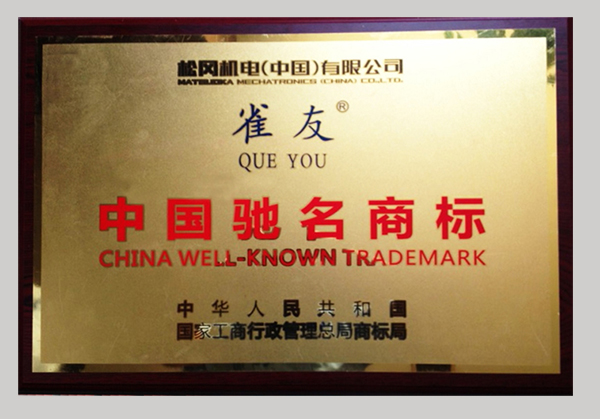 松冈机电(中国)有限公司
MATSUOKA MECHATRONICS (CHINA) CO.,LTD.
雀友®
QUE YOU
中国驰名商标
CHINA WELL-KNOWN TRADEMARK
中华人民共和国
国家工商行政管理总局商标局